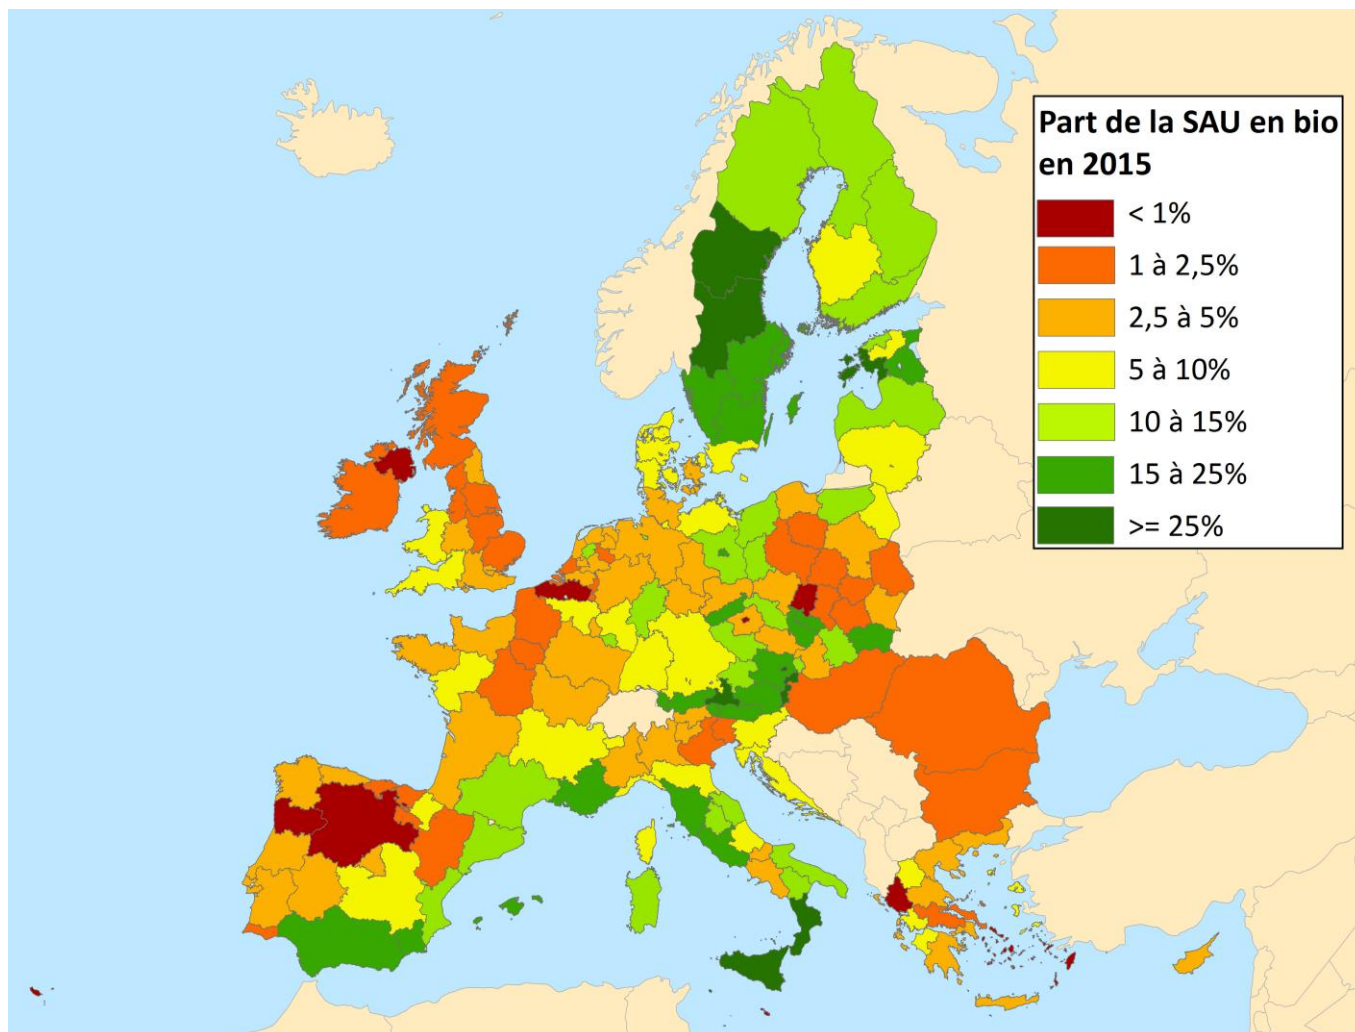 Part de la SAU en bio
en 2015
< 1%
1 à 2,5%
2,5 à 5%
5 à 10%
10 à 15%
15 à 25%
>= 25%